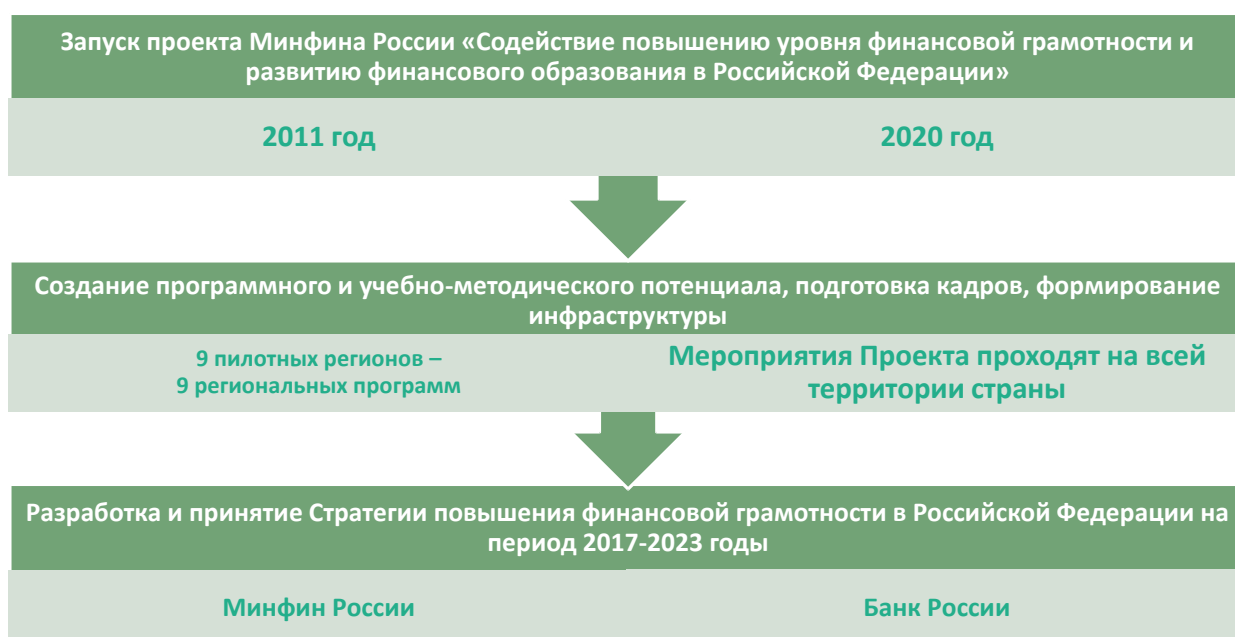 Запуск проекта Минфина России «Содействие повышению уровня финансовой грамотности и
развитию финансового образования в Российской Федерации»
2011 год
2020 год
Создание программного и учебно-методического потенциала, подготовка кадров, формирование
инфраструктуры
9 пилотных регионов –
9 региональных программ
Мероприятия Проекта проходят на всей
территории страны
Разработка и принятие Стратегии повышения финансовой грамотности в Российской Федерации на
период 2017-2023 годы
Минфин России
Банк России